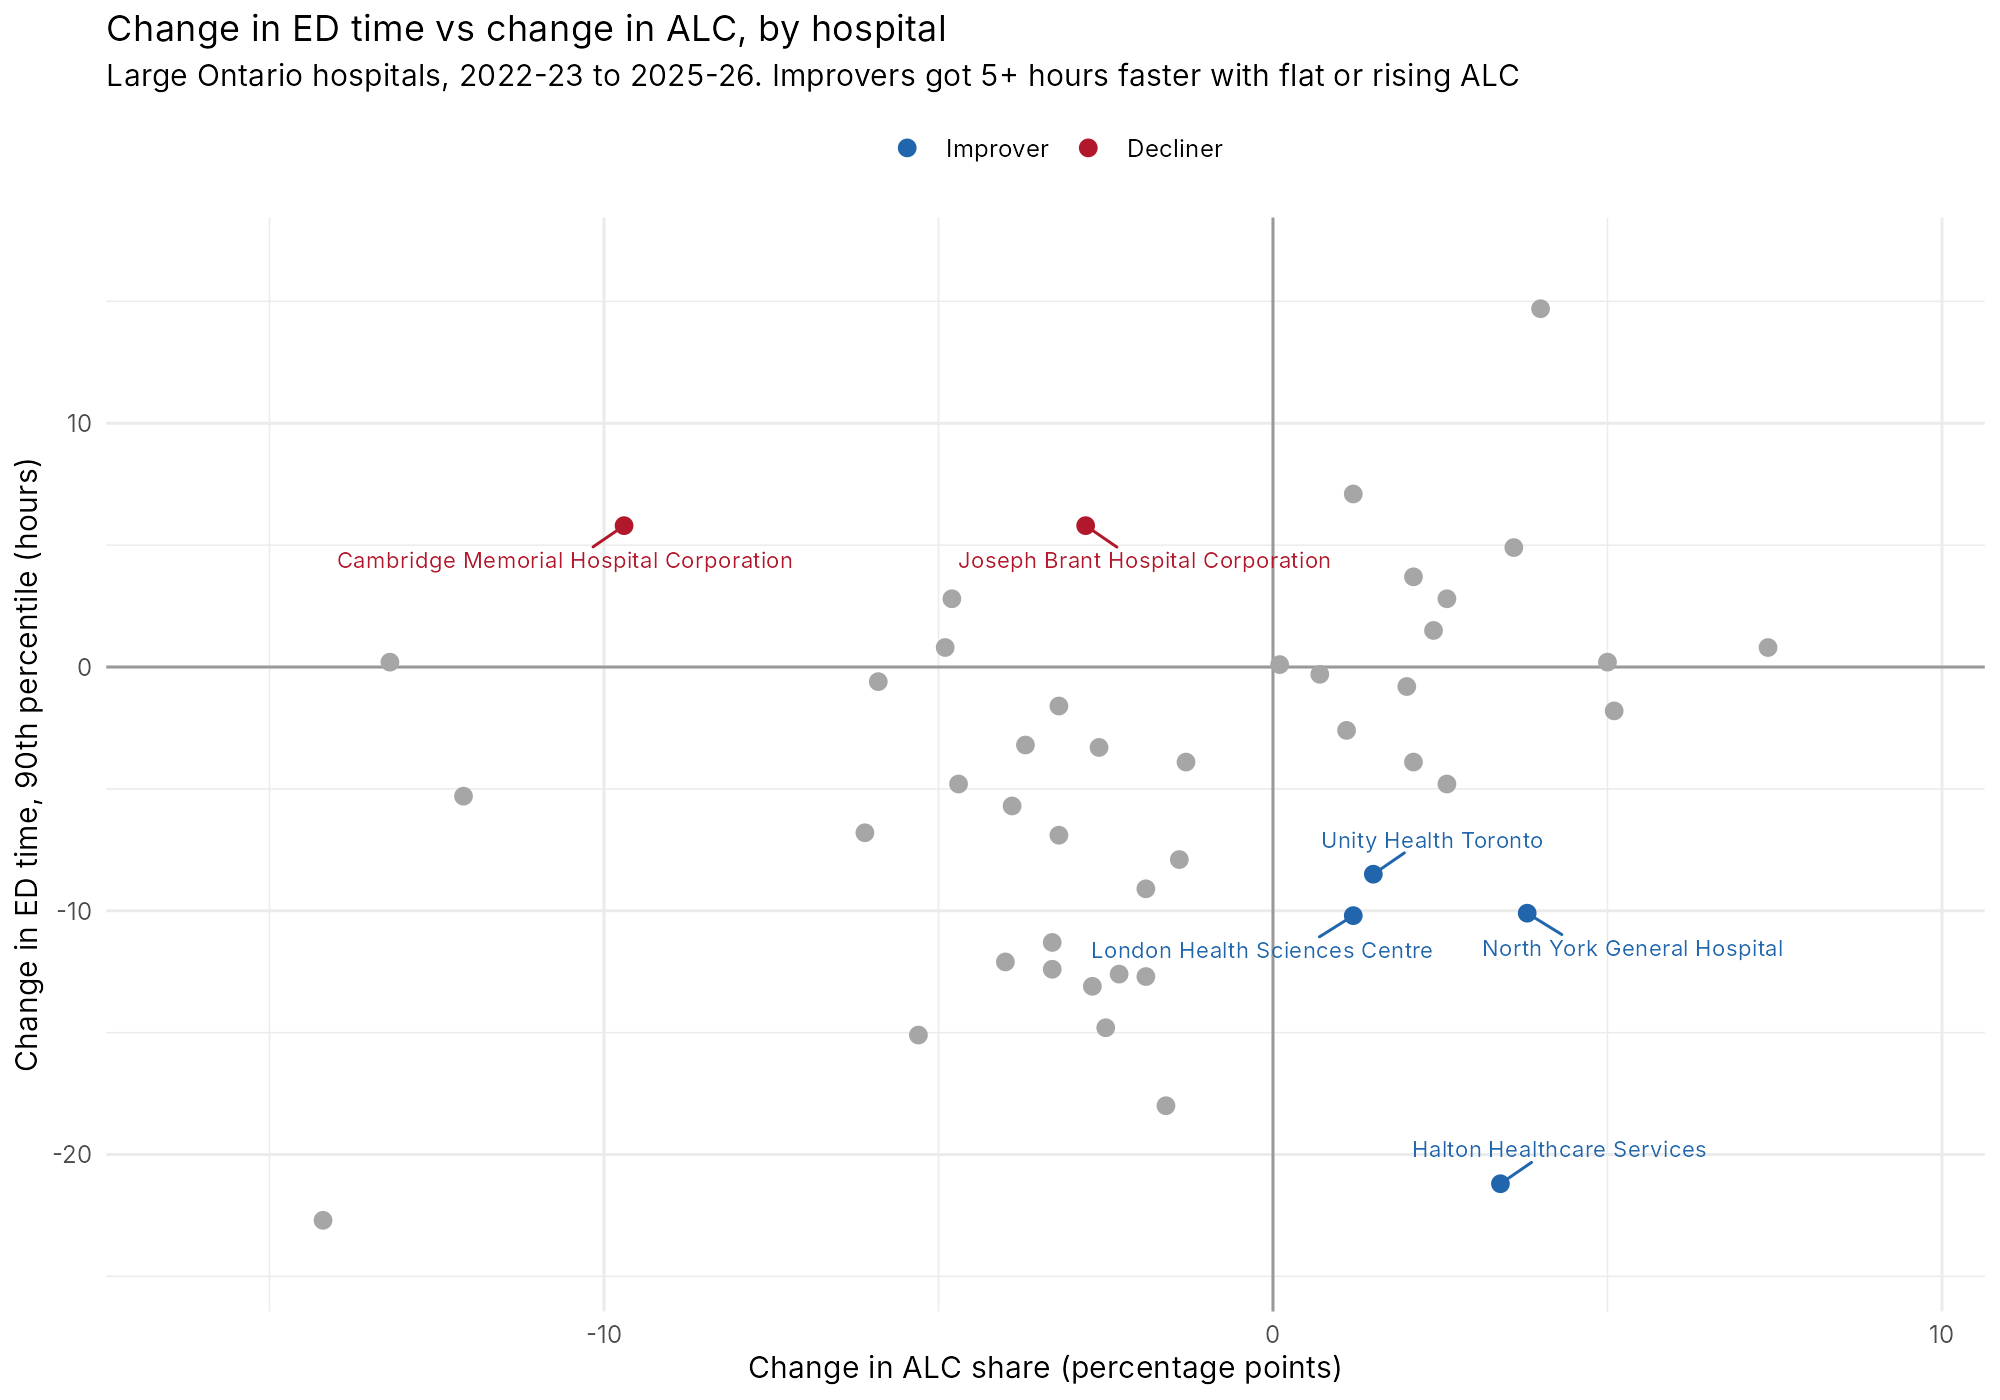 Change in ED time vs change in ALC, by hospital
Large Ontario hospitals, 2022-23 to 2025-26. Improvers got 5+ hours faster with flat or rising ALC
Improver
Decliner
Change in ED time, 90th percentile (hours)
10
0
-10
-20
Cambridge Memorial Hospital Corporation
Joseph Brant Hospital Corporation
Unity Health Toronto
London Health Sciences Centre
North York General Hospital
Halton Healthcare Services
-10
0
10
Change in ALC share (percentage points)